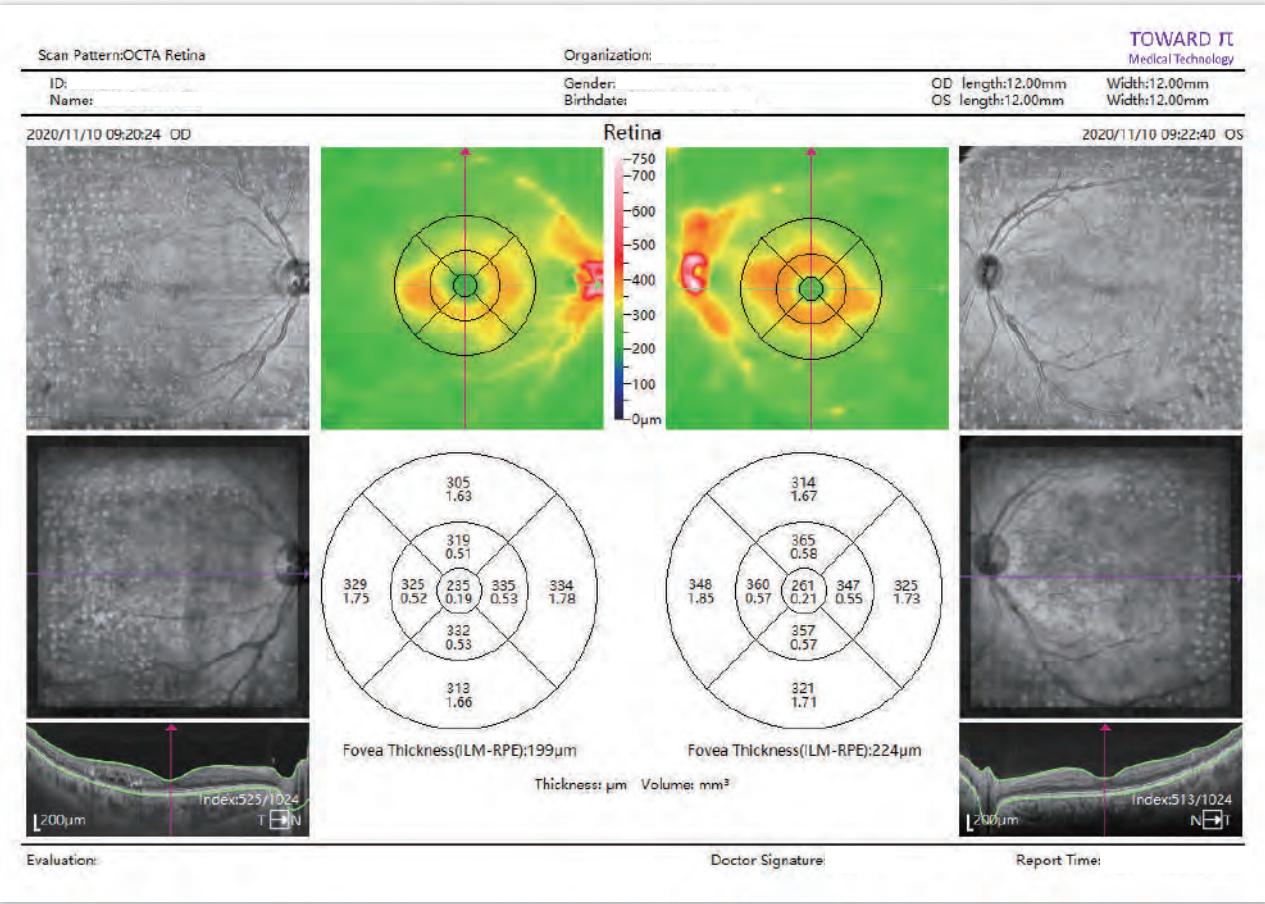 TOWARD π
Medical Technology
Scan Pattern:OCTA Retina
Organization:
ID:
Gender:
OD length:12.00mm Width:12.00mm
Name:
Birthdate:
OS length:12.00mm Width:12.00mm
2020/11/10 09:20:24 OD
Retina
2020/11/10 09:22:40 OS
750
700
600
500
400
300
200
100
0μm
305
1.63
319
0.51
329
1.75
325
0.52
235
0.19
335
0.53
334
1.78
332
0.53
313
1.66
314
1.67
365
0.58
348
1.85
360
0.57
261
0.21
347
0.55
325
1.73
357
0.57
321
1.71
Fovea Thickness(ILM-RPE):199μm
Fovea Thickness(ILM-RPE):224μm
Thickness: μm Volume: mm³
Index:525/1024
200μm
T → N
Index:513/1024
200μm
N → T
Evaluation:
Doctor Signature:
Report Time: